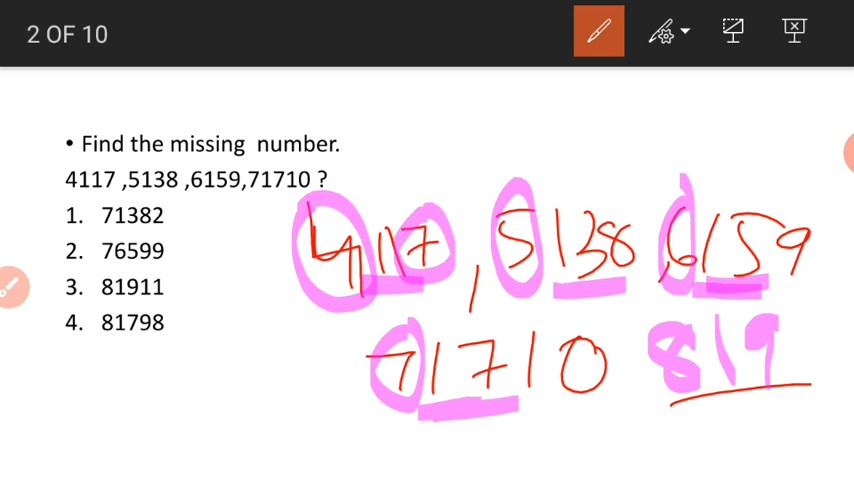 2 OF 10
• Find the missing number.
4117 ,5138 ,6159,71710 ?
1. 71382
2. 76599
3. 81911
4. 81798
4117 , 5138 , 6159
71710 819